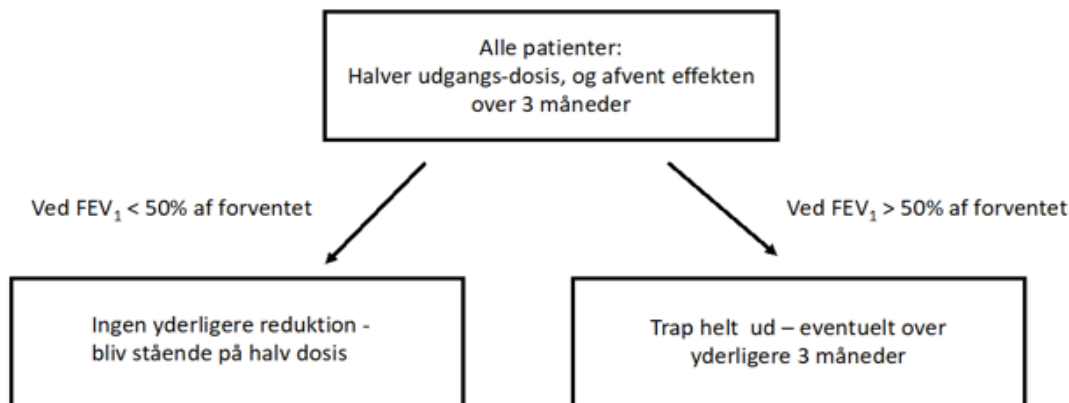 Alle patienter:
Halver udgangs-dosis, og afvent effekten
over 3 måneder
Ved FEV₁ < 50% af forventet
Ved FEV₁ > 50% af forventet
Ingen yderligere reduktion -
bliv stående på halv dosis
Trap helt ud – eventuelt over
yderligere 3 måneder